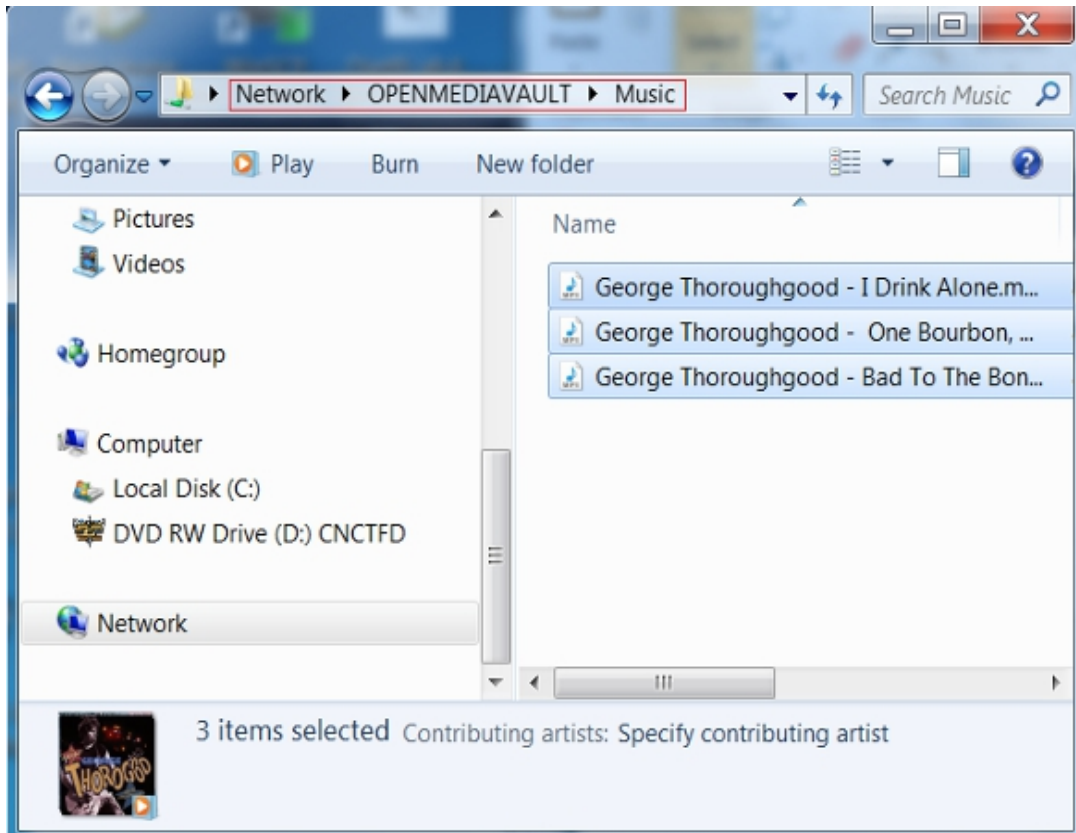 Network ▸ OPENMEDIAVAULT ▸ Music
Search Music
Organize Play Burn New folder
Pictures
Videos
Homegroup
Computer
Local Disk (C:)
DVD RW Drive (D:) CNCTFD
Network
Name
George Thoroughgood - I Drink Alone.m...
George Thoroughgood -  One Bourbon, ...
George Thoroughgood - Bad To The Bon...
3 items selected Contributing artists: Specify contributing artist
THOROGOOD